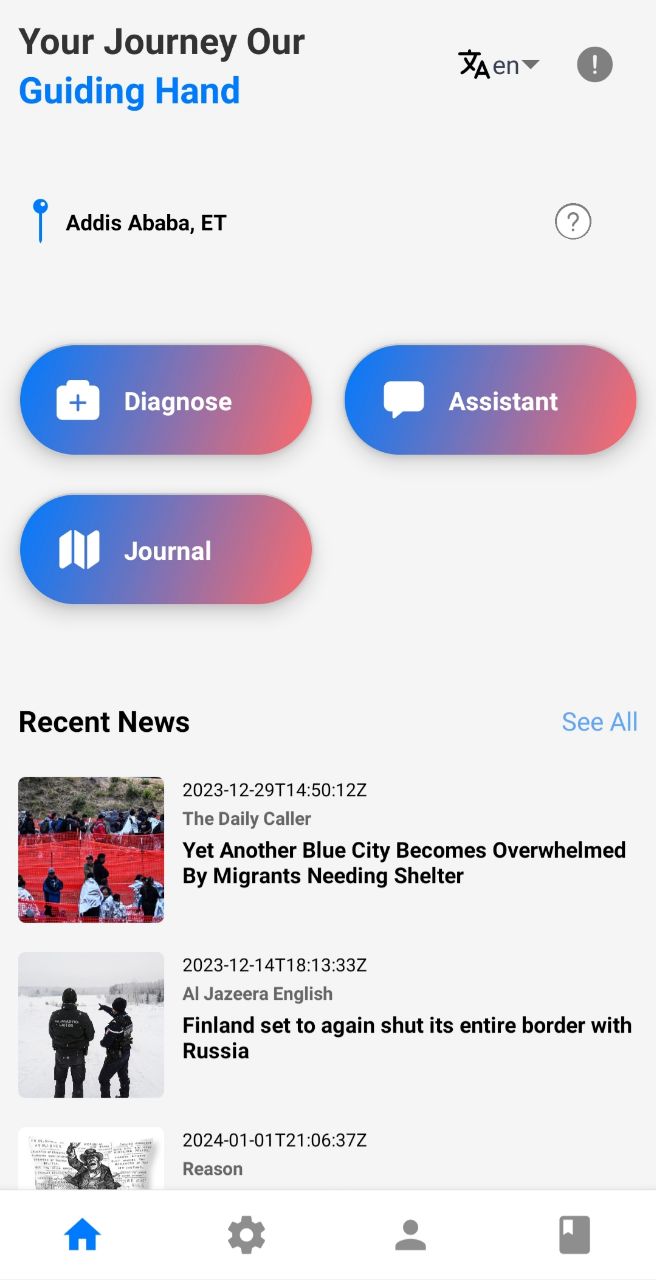 Your Journey Our
Guiding Hand
en
Addis Ababa, ET
Diagnose
Assistant
Journal
Recent News
See All
2023-12-29T14:50:12Z
The Daily Caller
Yet Another Blue City Becomes Overwhelmed
By Migrants Needing Shelter
2023-12-14T18:13:33Z
Al Jazeera English
Finland set to again shut its entire border with
Russia
2024-01-01T21:06:37Z
Reason